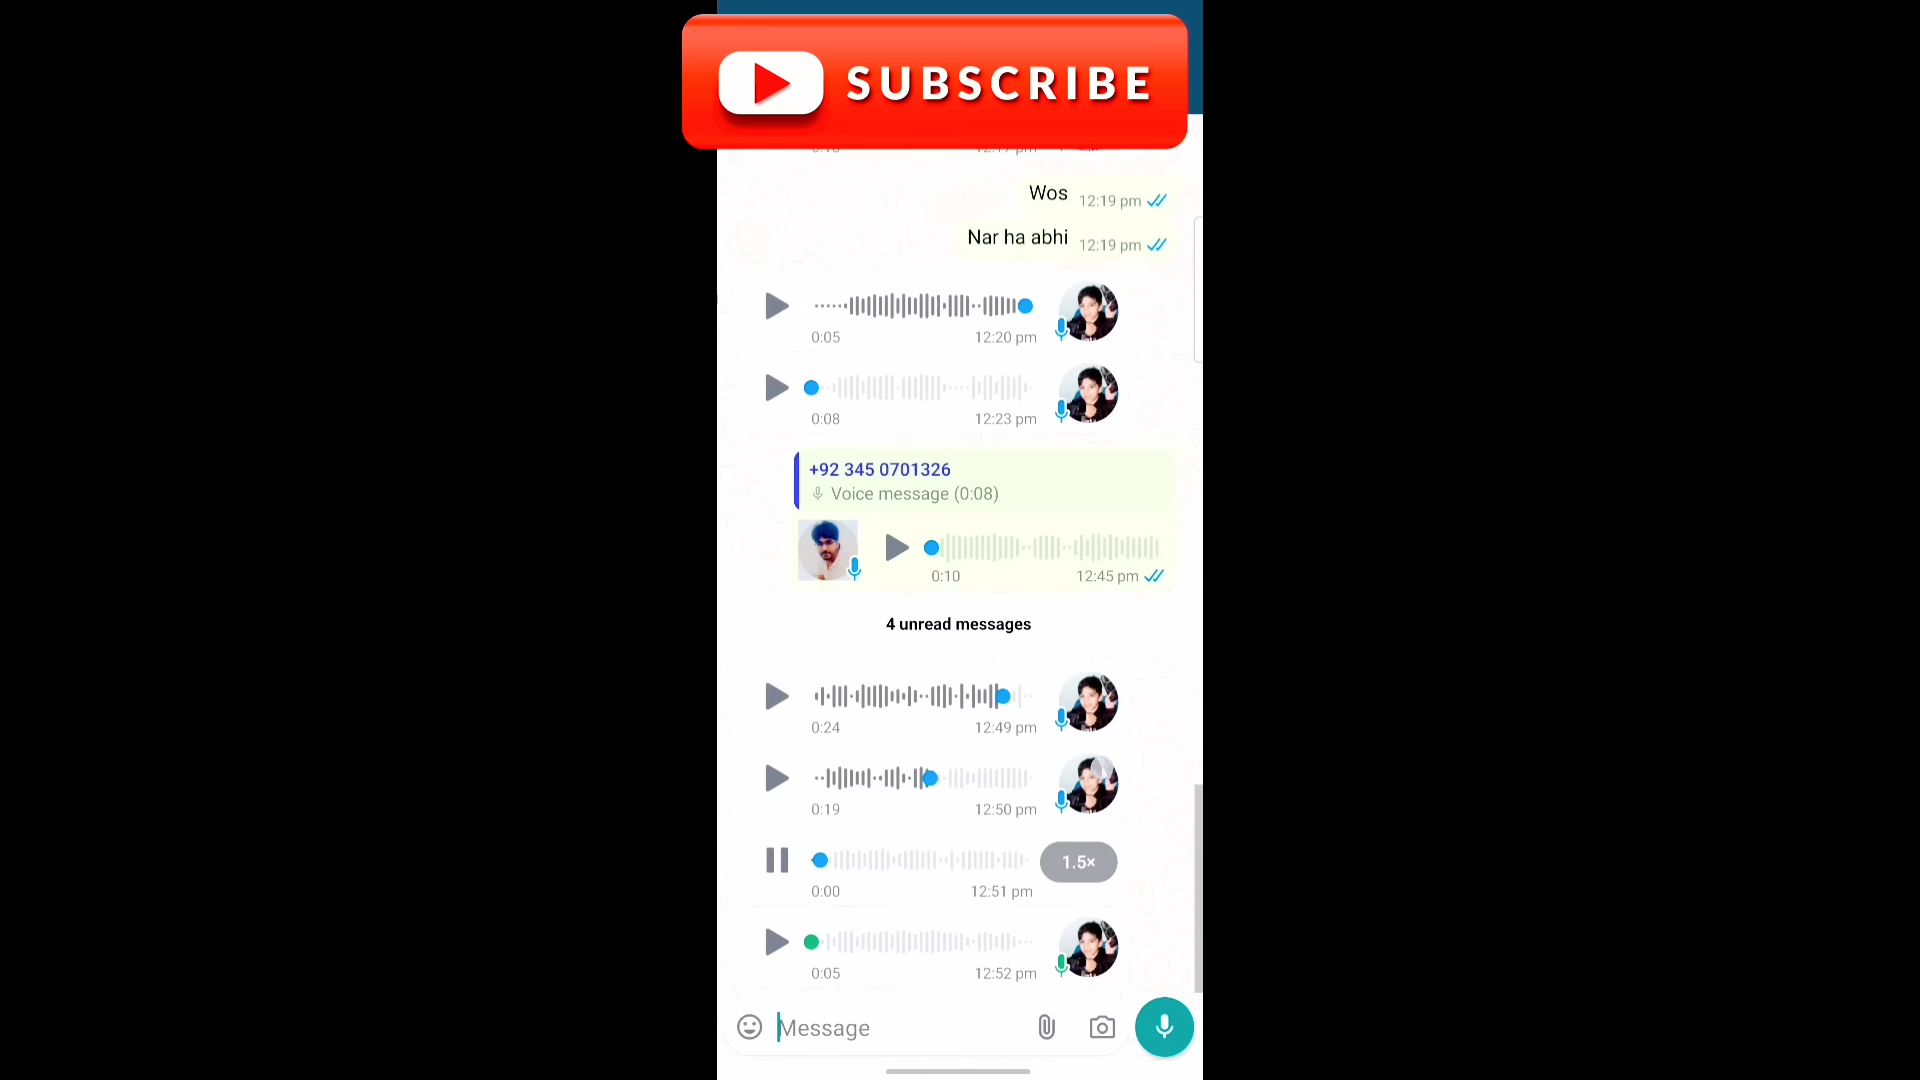 SUBSCRIBE
Wos 12:19 pm
Nar ha abhi 12:19 pm
0:05 12:20 pm
0:08 12:23 pm
+92 345 0701326
Voice message (0:08)
0:10 12:45 pm
4 unread messages
0:24 12:49 pm
0:19 12:50 pm
1.5×
0:00 12:51 pm
0:05 12:52 pm
Message